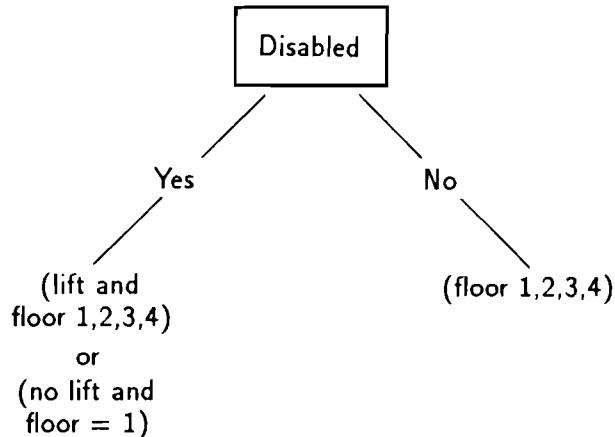 Disabled
Yes
No
(lift and
floor 1,2,3,4)
or
(no lift and
floor = 1)
(floor 1,2,3,4)